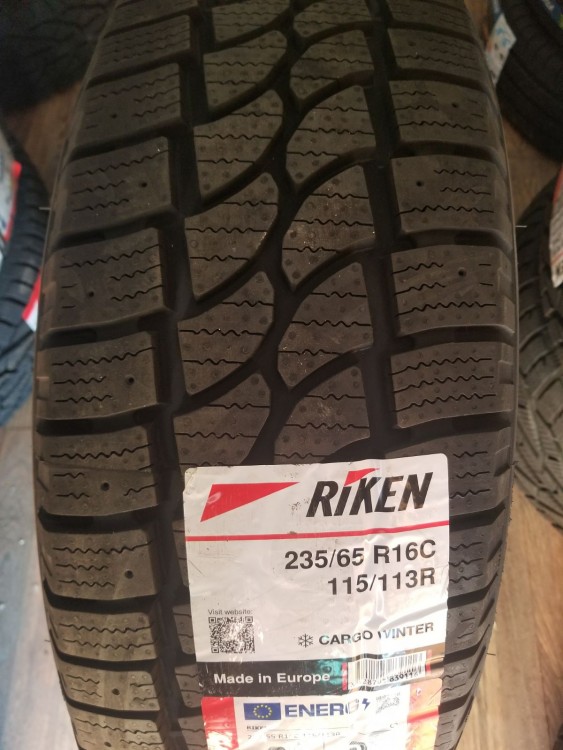 RIKEN
235/65 R16C
115/113R
Visit website:
CARGO WINTER
Made in Europe
ENERG